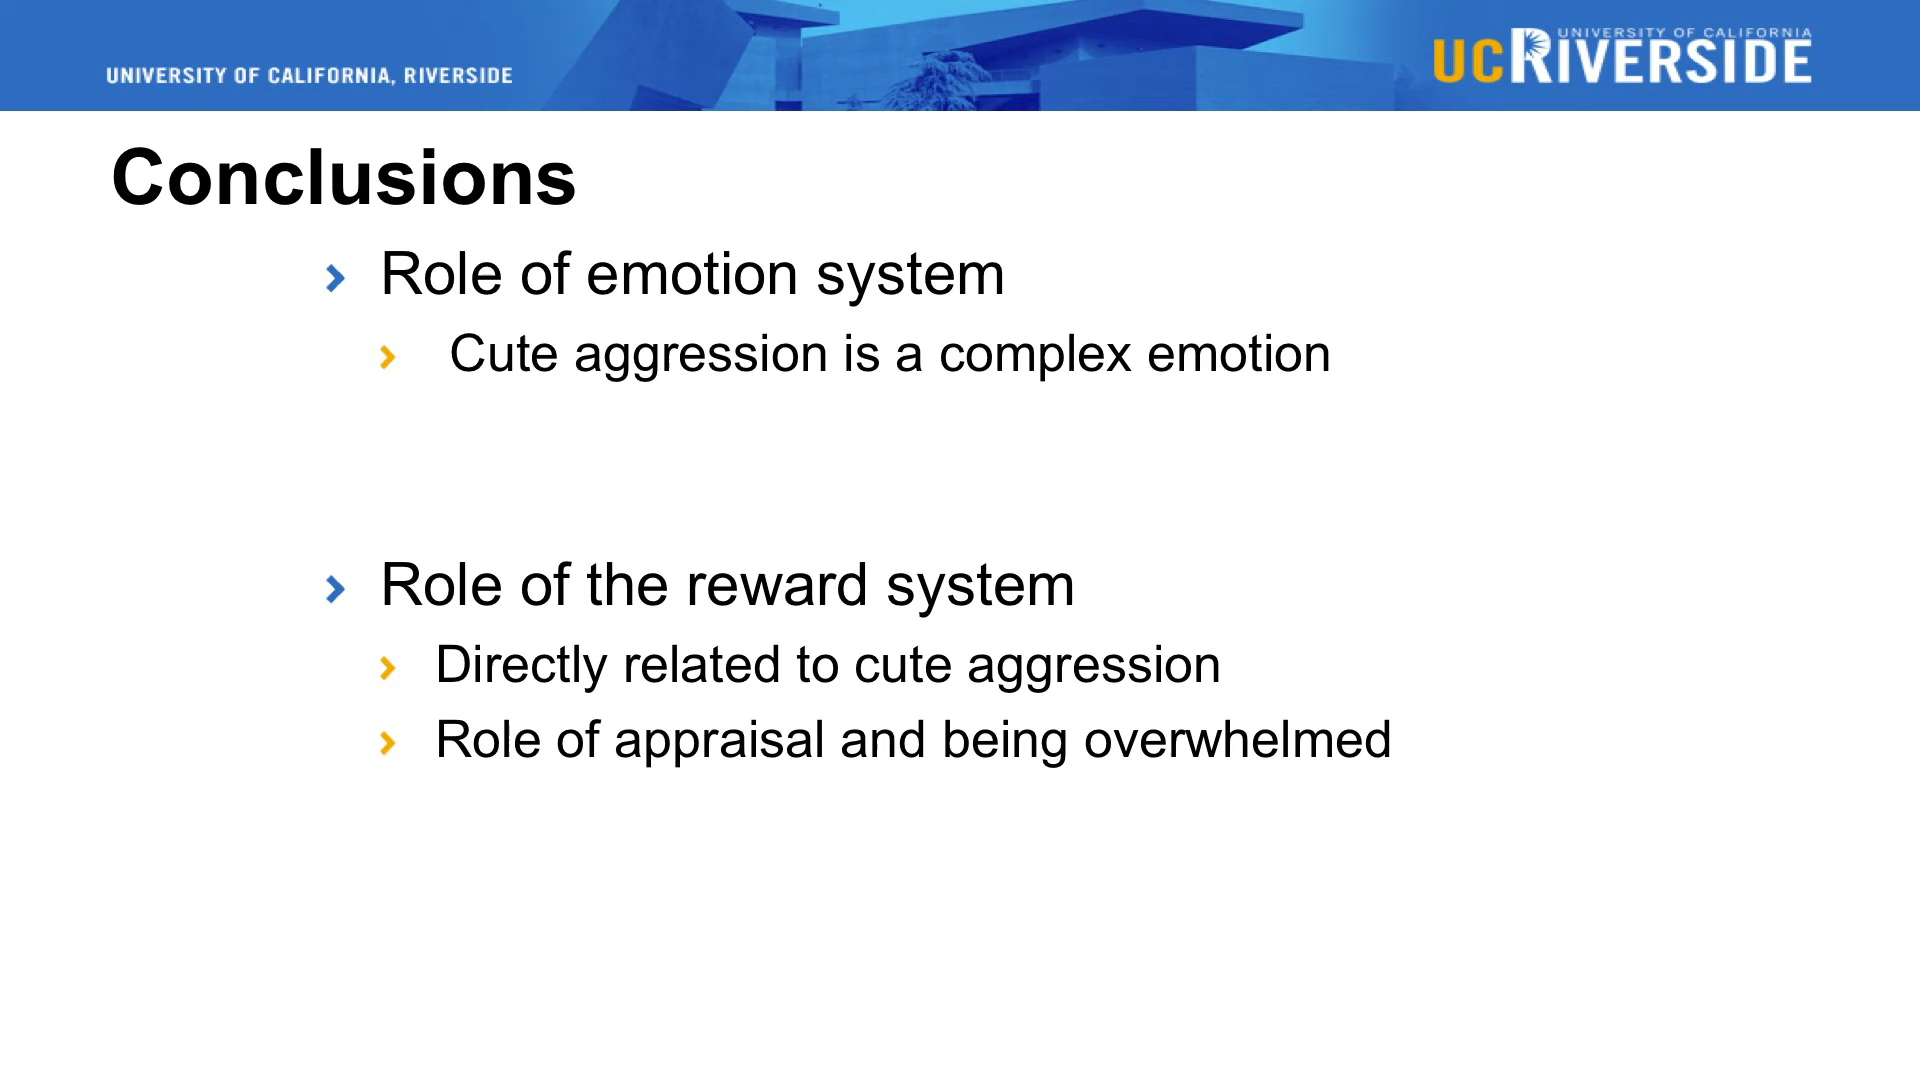 UNIVERSITY OF CALIFORNIA, RIVERSIDE
UNIVERSITY OF CALIFORNIA
UCRIVERSIDE
Conclusions
Role of emotion system
Cute aggression is a complex emotion
Role of the reward system
Directly related to cute aggression
Role of appraisal and being overwhelmed